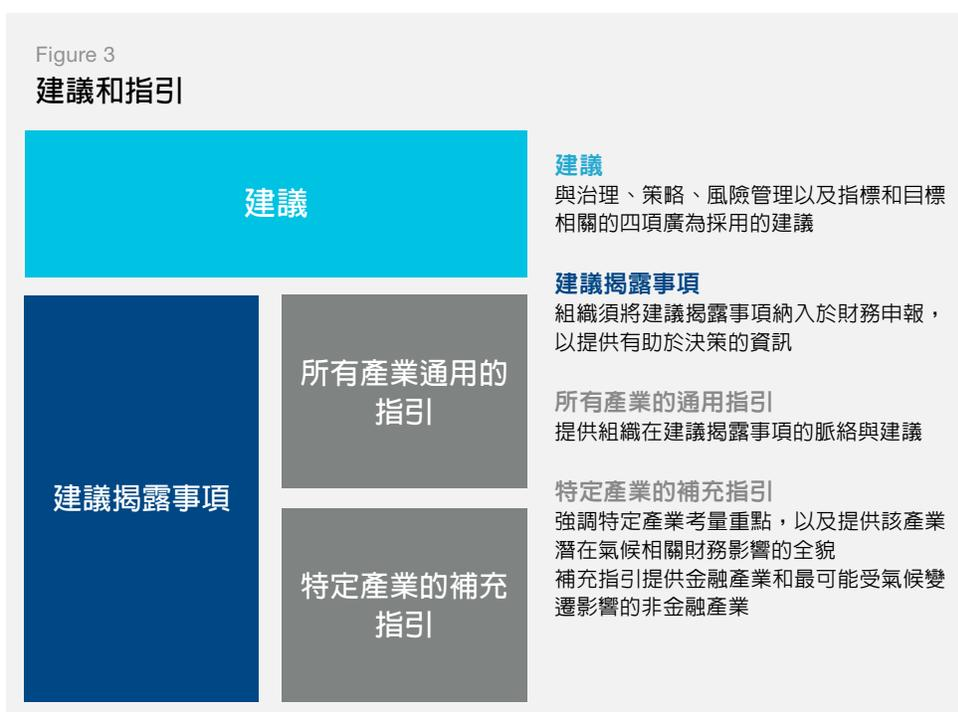 Figure 3
建議和指引
建議
建議揭露事項
所有產業通用的
指引
特定產業的補充
指引
建議
與治理、策略、風險管理以及指標和目標
相關的四項廣為採用的建議
建議揭露事項
組織須將建議揭露事項納入於財務申報，
以提供有助於決策的資訊
所有產業的通用指引
提供組織在建議揭露事項的脈絡與建議
特定產業的補充指引
強調特定產業考量重點，以及提供該產業
潛在氣候相關財務影響的全貌
補充指引提供金融產業和最可能受氣候變
遷影響的非金融產業